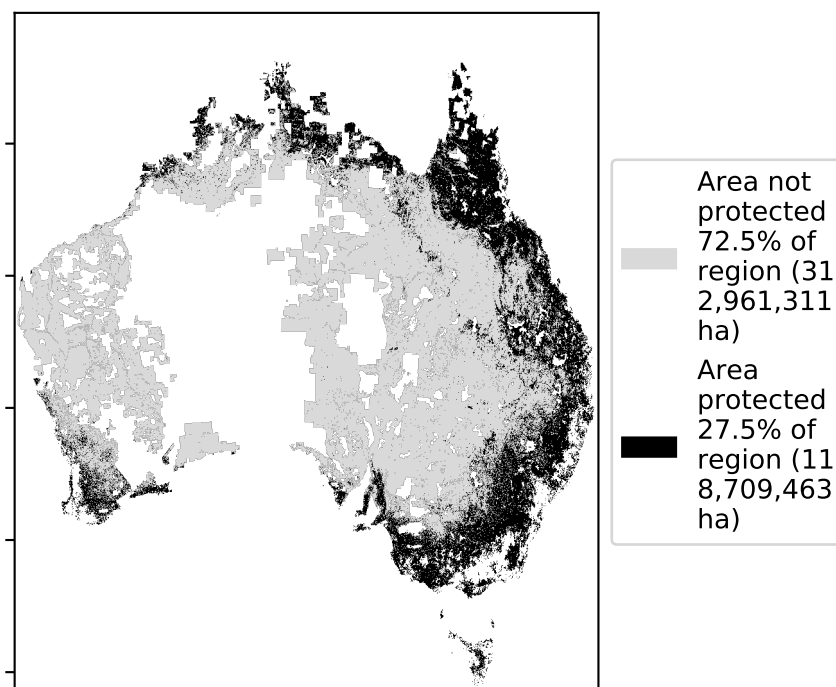 Area not
protected
72.5% of
region (31
2,961,311
ha)
Area
protected
27.5% of
region (11
8,709,463
ha)